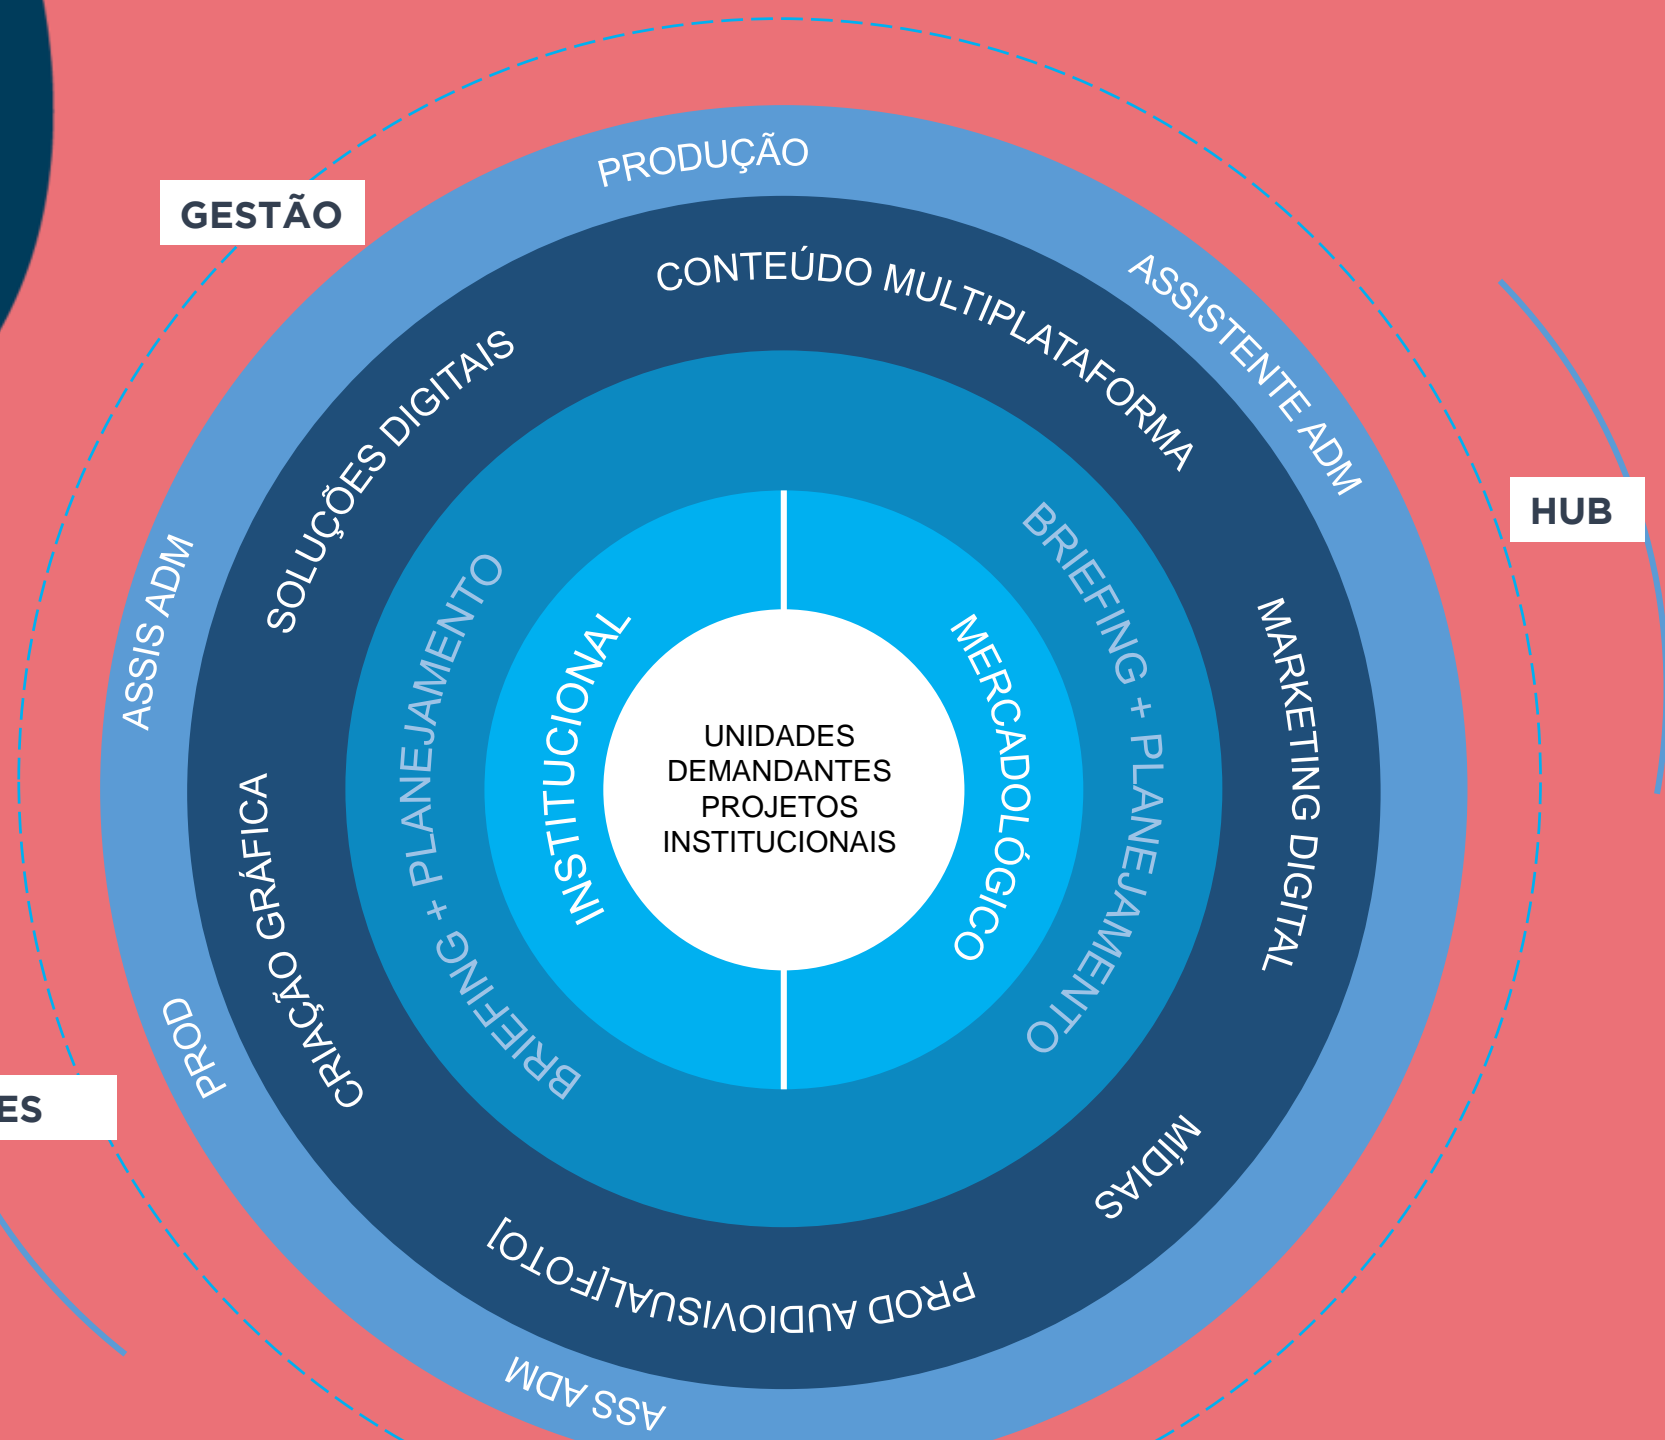 PRODUÇÃO
GESTÃO
CONTEÚDO MULTIPLATAFORMA
ASSISTENTE ADM
SOLUÇÕES DIGITAIS
HUB
ASSIS ADM
BRIEFING + PLANEJAMENTO
BRIEFING + PLANEJAMENTO
INSTITUCIONAL
MERCADOLÓGICO
MARKETING DIGITAL
UNIDADES
DEMANDANTES
PROJETOS
INSTITUCIONAIS
CRIAÇÃO GRÁFICA
PROD
ES
MÍDIAS
PROD AUDIOVISUAL[FOTO]
ASS ADM